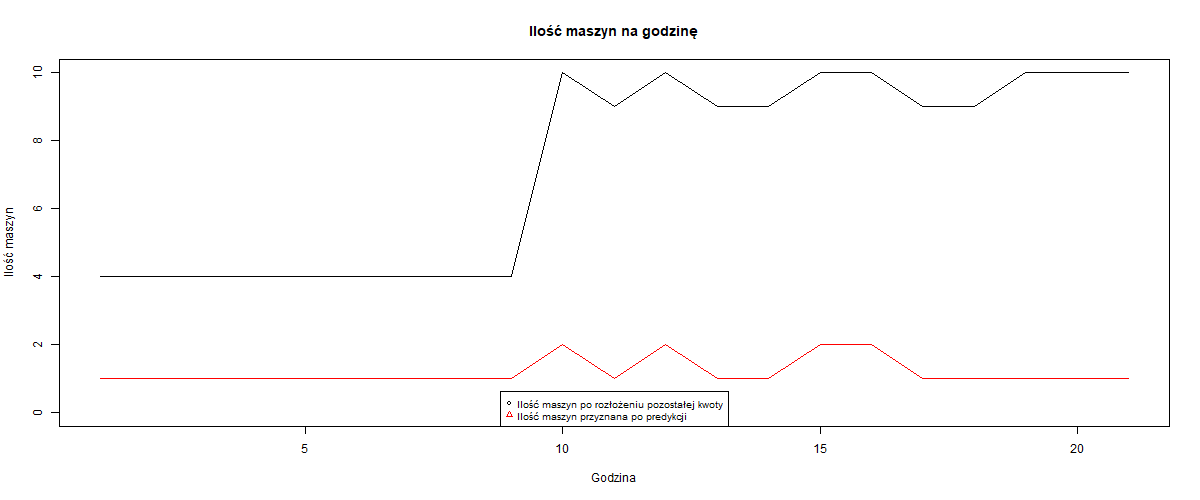 Ilość maszyn na godzinę
Ilość maszyn
10
8
6
4
2
0
Ilość maszyn po rozłożeniu pozostałej kwoty
Ilość maszyn przyznana po predykcji
5
10
15
20
Godzina